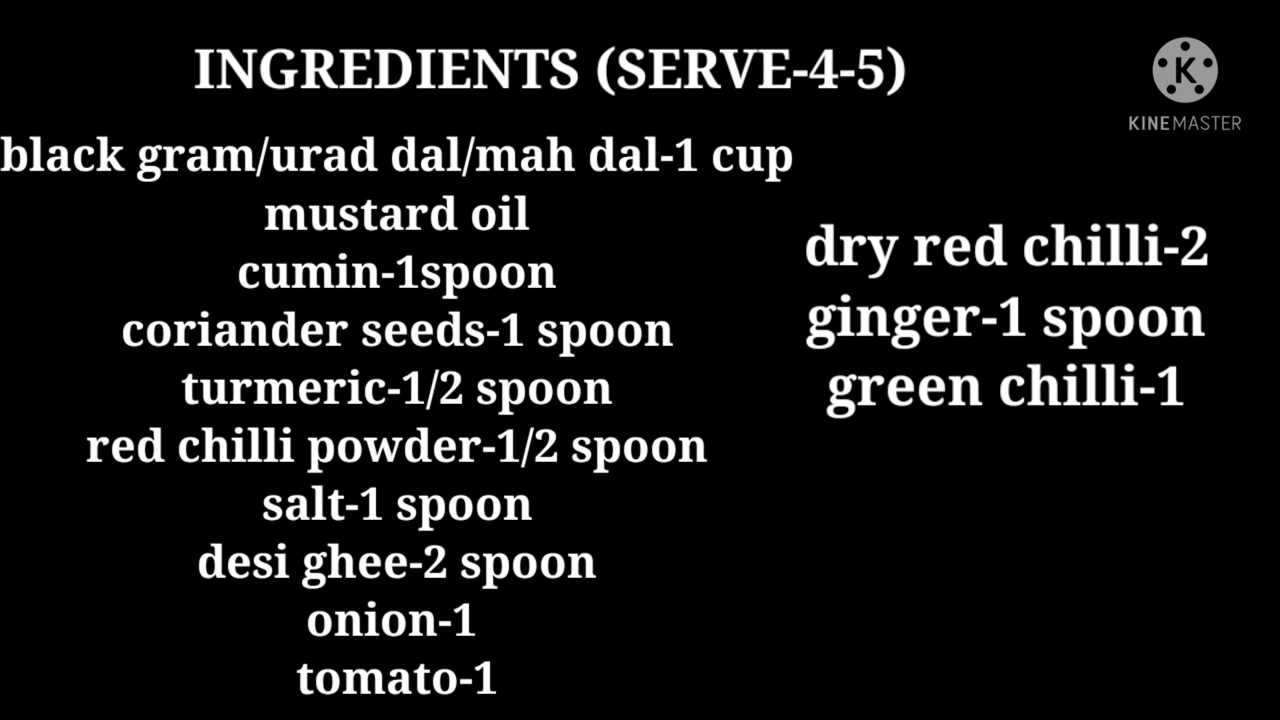 INGREDIENTS (SERVE-4-5)
K
KINEMASTER
black gram/urad dal/mah dal-1 cup
mustard oil
cumin-1spoon
coriander seeds-1 spoon
turmeric-1/2 spoon
red chilli powder-1/2 spoon
salt-1 spoon
desi ghee-2 spoon
onion-1
tomato-1
dry red chilli-2
ginger-1 spoon
green chilli-1